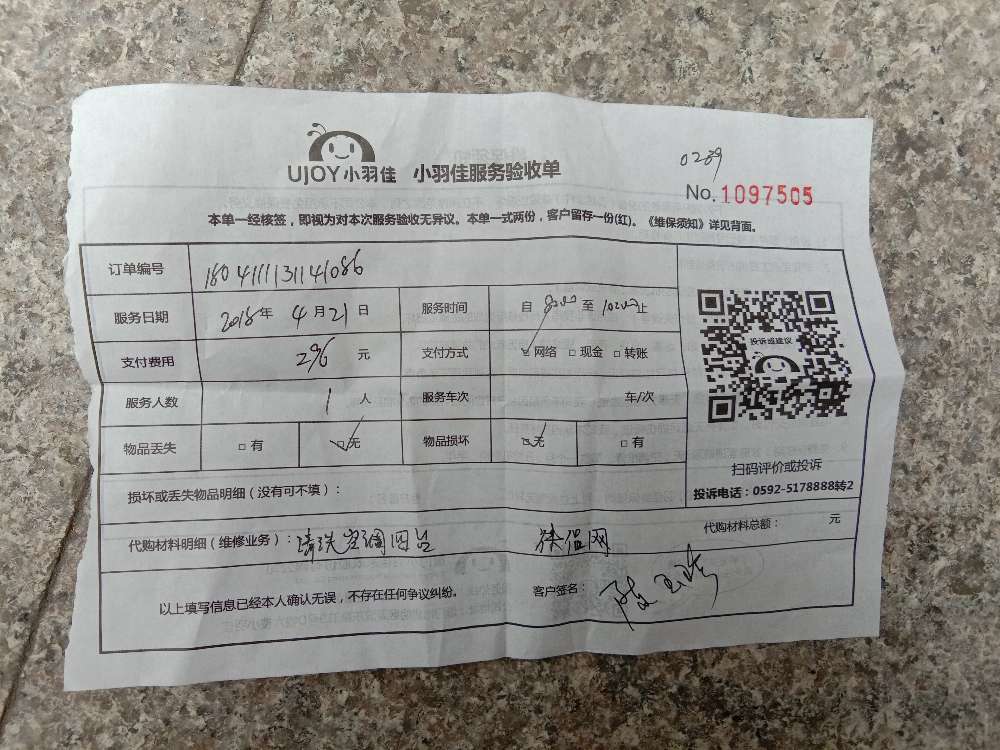 0289
UJOY小羽佳 小羽佳服务验收单
No.1097505
本单一经核签，即视为对本次服务验收无异议。本单一式两份，客户留存一份(红)。《维保须知》详见背面。
订单编号 180411131141086
服务日期 2018年 4月21日 服务时间 自 8:00 至 10:00止
支付费用 296 元 支付方式 ☑网络 □现金 □转账
服务人数 1 人 服务车次 车/次
物品丢失 □有 ☑无 物品损坏 ☑无 □有
投诉或建议
扫码评价或投诉
投诉电话：0592-5178888转2
损坏或丢失物品明细（没有可不填）：
代购材料明细（维修业务）：清洗空调四台 代购材料总额： 元
以上填写信息已经本人确认无误，不存在任何争议纠纷。 客户签名：